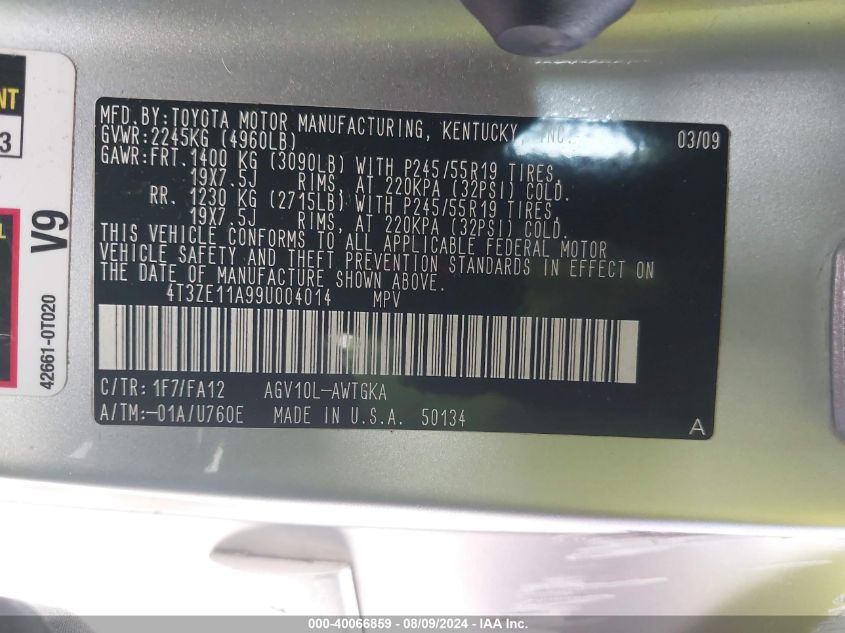 MFD.BY:TOYOTA MOTOR MANUFACTURING, KENTUCKY, INC. 03/09
GVWR:2245KG (4960LB)
GAWR:FRT. 1400 KG (3090LB) WITH P245/55R19 TIRES,
19X7.5J RIMS, AT 220KPA (32PSI) COLD.
RR. 1230 KG (2715LB) WITH P245/55R19 TIRES,
19X7.5J RIMS, AT 220KPA (32PSI) COLD.
THIS VEHICLE CONFORMS TO ALL APPLICABLE FEDERAL MOTOR
VEHICLE SAFETY AND THEFT PREVENTION STANDARDS IN EFFECT ON
THE DATE OF MANUFACTURE SHOWN ABOVE.
4T3ZE11A99U004014 MPV
C/TR: 1F7/FA12 AGV10L-AWTGKA
A/TM:-01A/U760E MADE IN U.S.A. 50134
A
NT
3
L
V9
42661-0T020
000-40066859 - 08/09/2024 - IAA Inc.